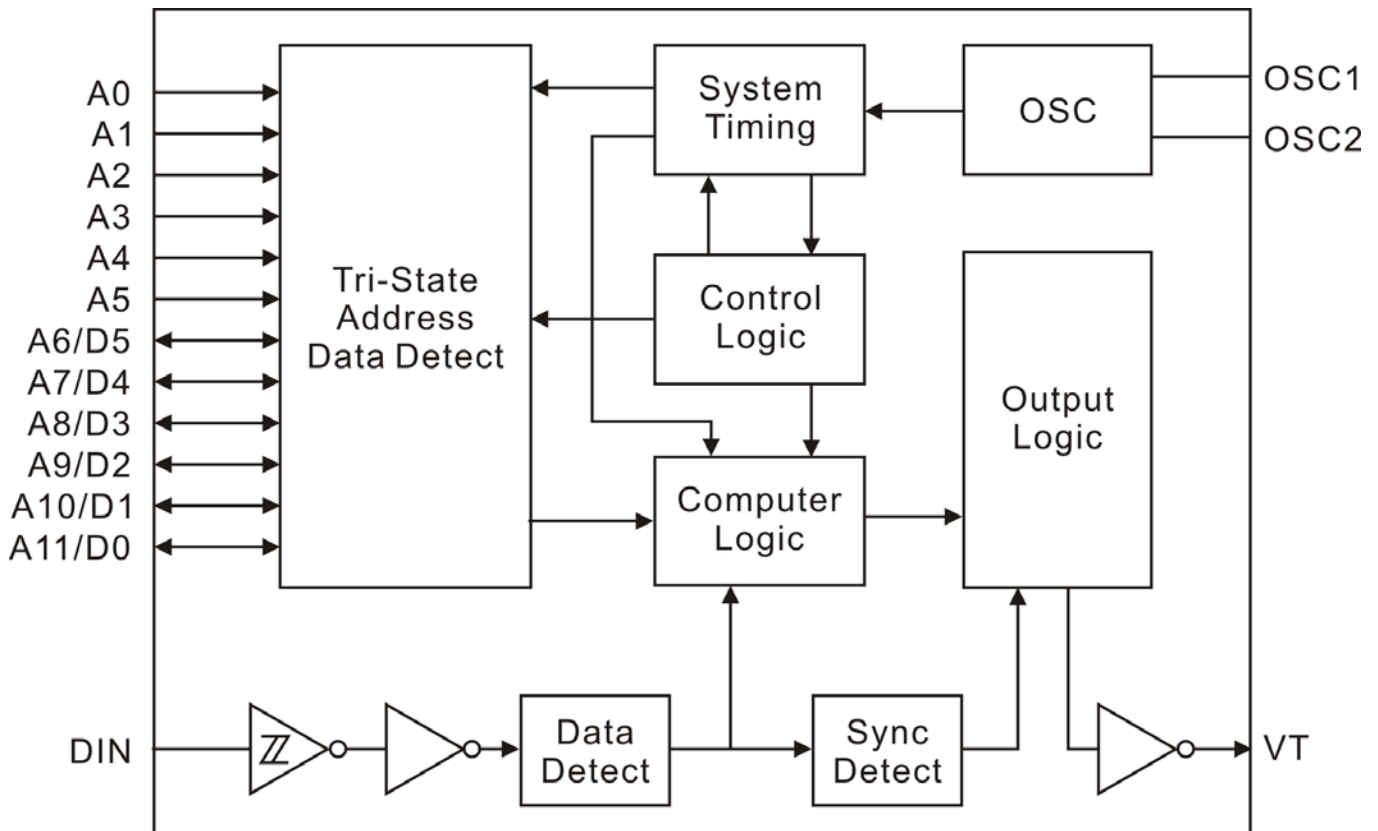 A0
A1
A2
A3
A4
A5
A6/D5
A7/D4
A8/D3
A9/D2
A10/D1
A11/D0
DIN
Tri-State
Address
Data Detect
System
Timing
Control
Logic
Computer
Logic
Data
Detect
Sync
Detect
OSC
Output
Logic
OSC1
OSC2
VT